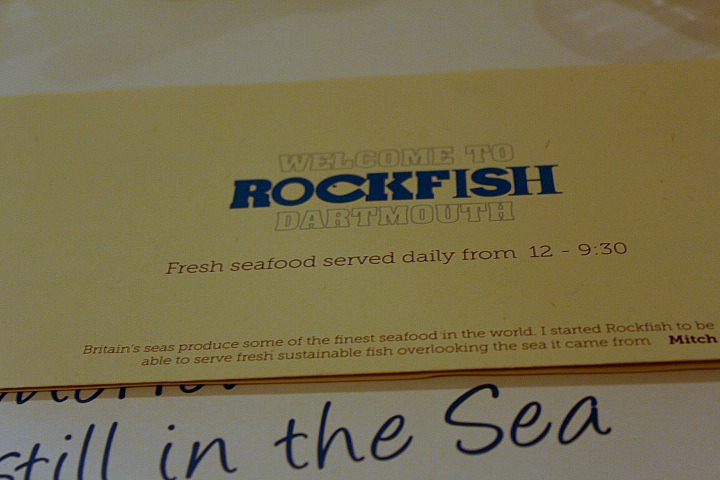 WELCOME TO
ROCKFISH
DARTMOUTH
Fresh seafood served daily from 12 - 9:30
Britain's seas produce some of the finest seafood in the world. I started Rockfish to be
able to serve fresh sustainable fish overlooking the sea it came from Mitch
still in the Sea